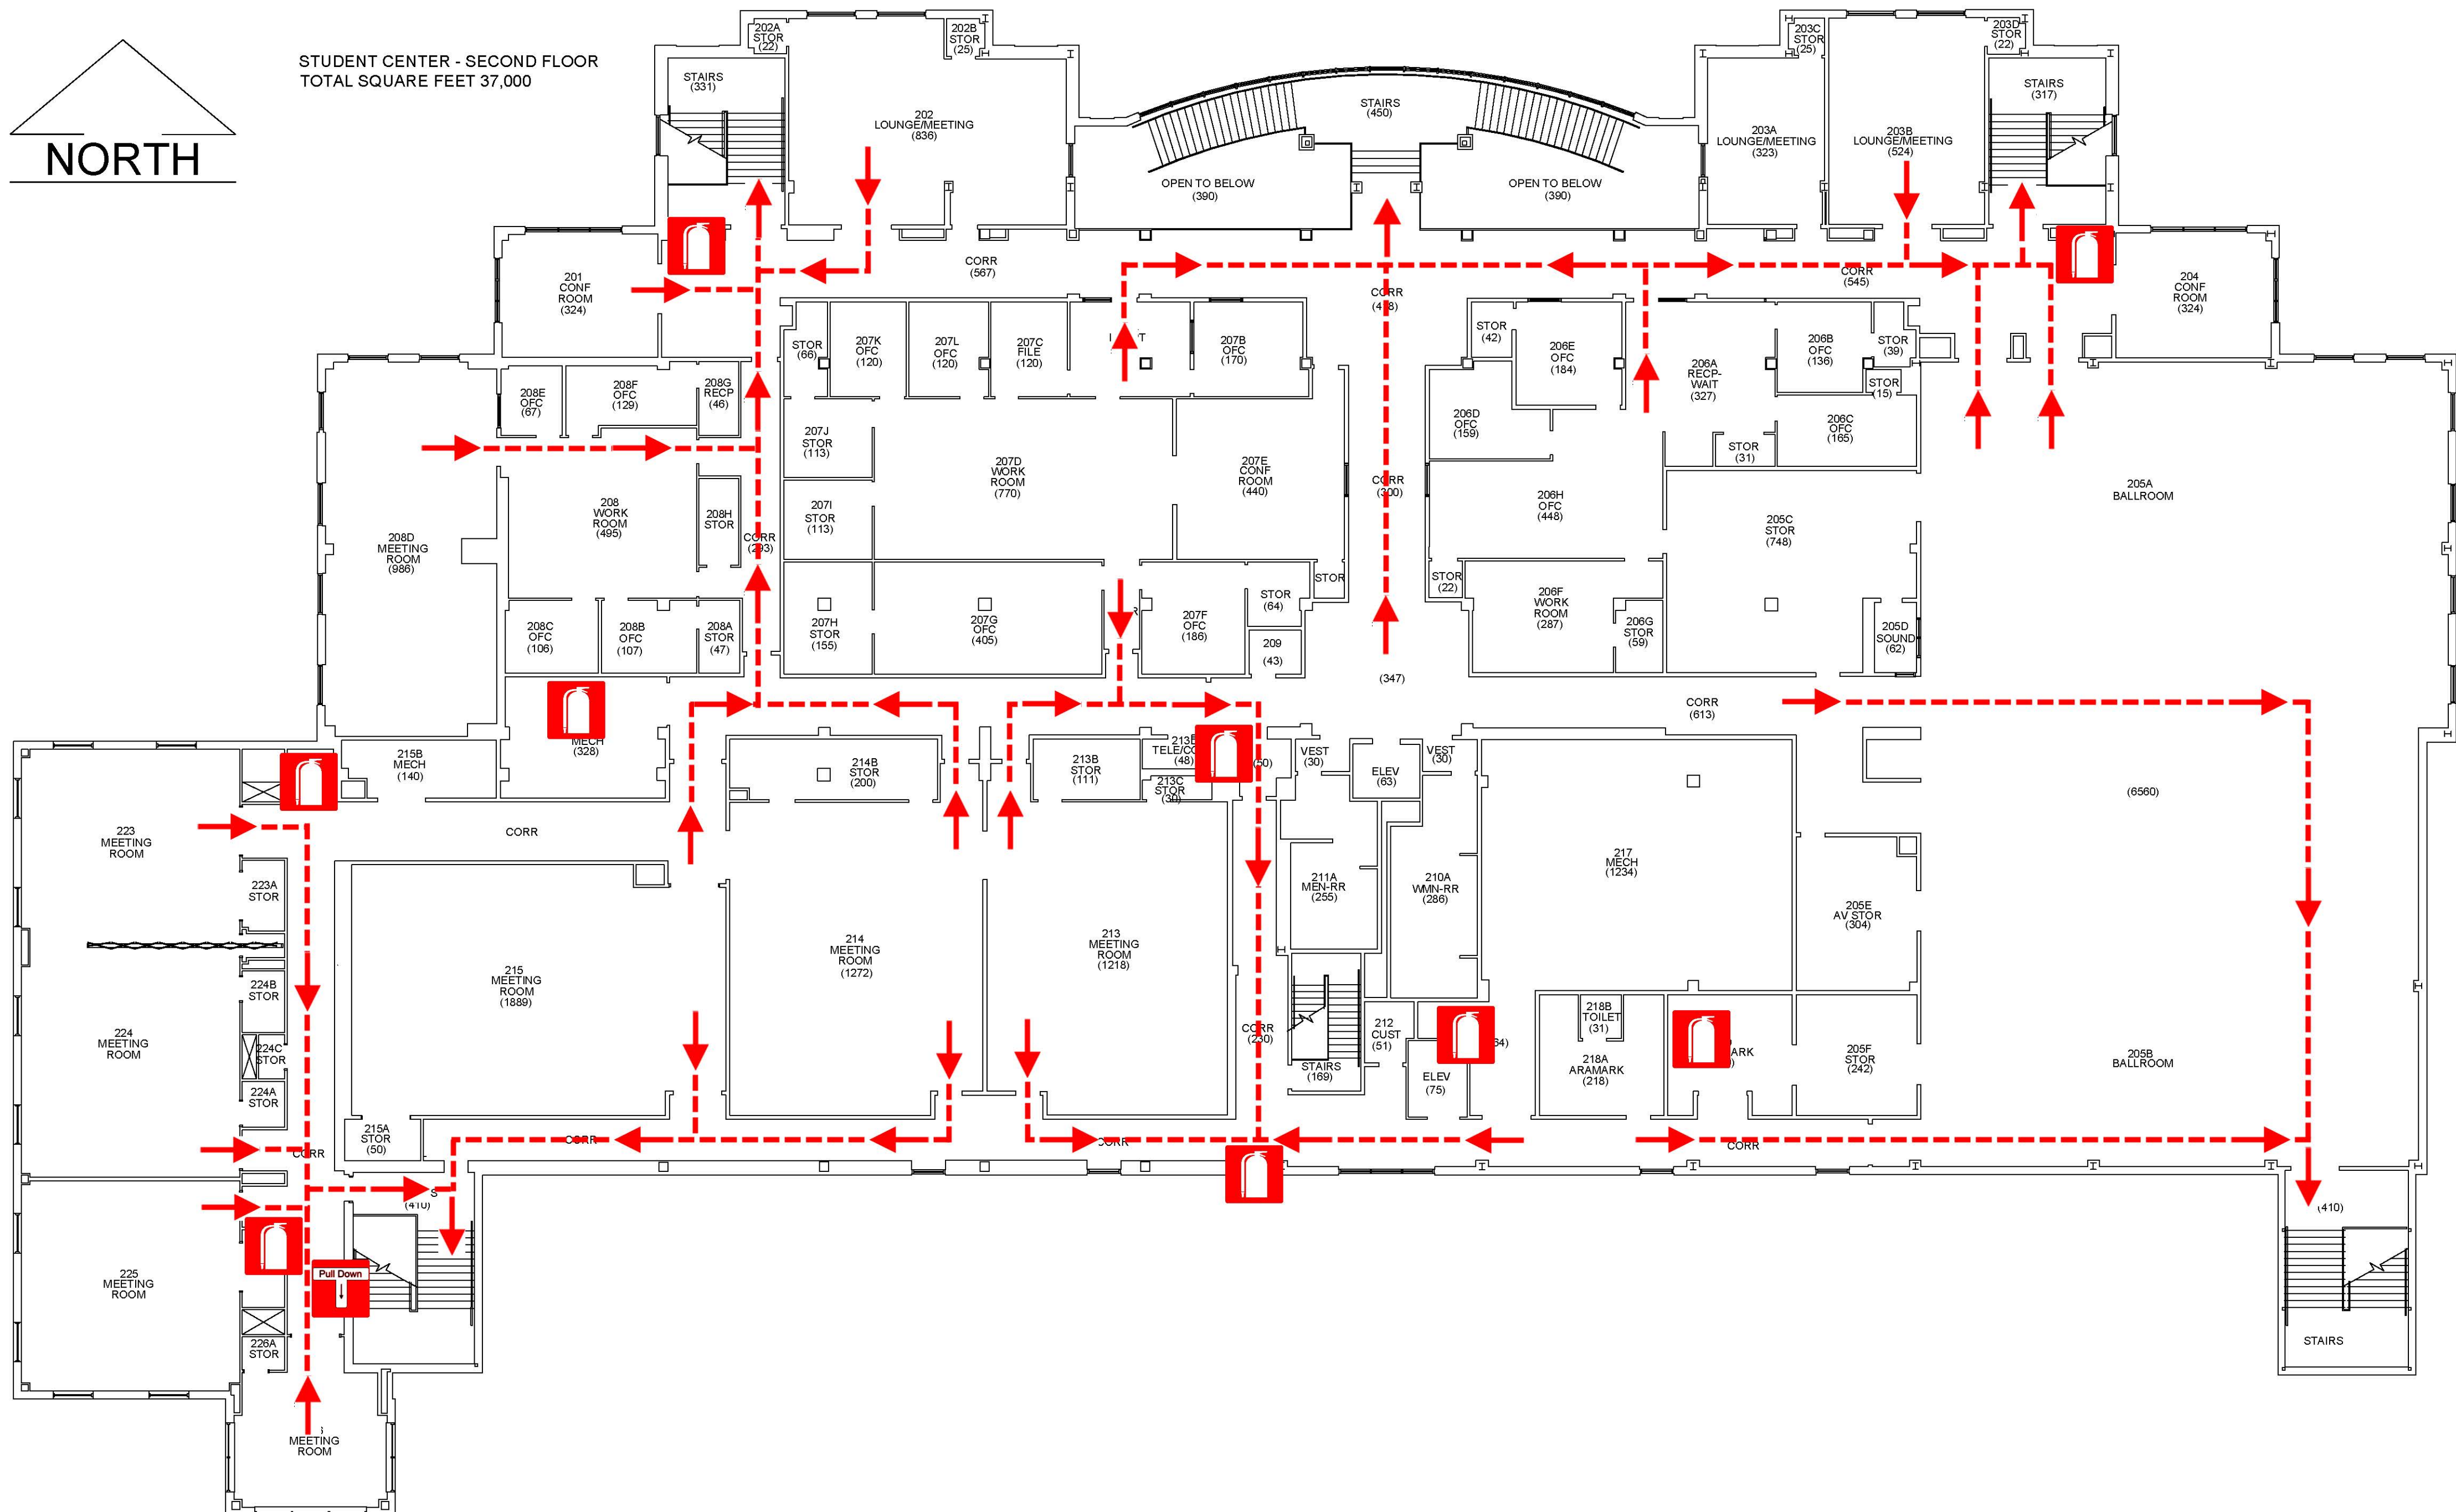 NORTH
STUDENT CENTER - SECOND FLOOR
TOTAL SQUARE FEET 37,000
202A
STOR
(22)
202B
STOR
(25)
STAIRS
(331)
202
LOUNGE/MEETING
(836)
STAIRS
(450)
OPEN TO BELOW
(390)
OPEN TO BELOW
(390)
203C
STOR
(25)
203D
STOR
(22)
STAIRS
(317)
203A
LOUNGE/MEETING
(323)
203B
LOUNGE/MEETING
(524)
201
CONF
ROOM
(324)
CORR
(567)
CORR
CORR
(545)
204
CONF
ROOM
(324)
STOR
(66)
207K
OFC
(120)
207L
OFC
(120)
207C
FILE
(120)
207B
OFC
(170)
STOR
(42)
206E
OFC
(184)
206A
RECP-
WAIT
(327)
206B
OFC
(136)
STOR
(39)
STOR
(15)
208E
OFC
(67)
208F
OFC
(129)
208G
RECP
(46)
207J
STOR
(113)
207D
WORK
ROOM
(770)
207E
CONF
ROOM
(440)
206D
OFC
(159)
STOR
(31)
206C
OFC
(165)
CORR
(300)
205A
BALLROOM
208D
MEETING
ROOM
(986)
208
WORK
ROOM
(495)
208H
STOR
CORR
(293)
207I
STOR
(113)
206H
OFC
(448)
205C
STOR
(748)
208C
OFC
(106)
208B
OFC
(107)
208A
STOR
(47)
207H
STOR
(155)
207G
OFC
(405)
207F
OFC
(186)
STOR
(64)
STOR
209
(43)
STOR
(22)
206F
WORK
ROOM
(287)
206G
STOR
(59)
205D
SOUND
(62)
(347)
CORR
(613)
MECH
(328)
215B
MECH
(140)
214B
STOR
(200)
213B
STOR
(111)
213C
STOR
(30)
VEST
(30)
ELEV
(63)
VEST
(30)
(6560)
223
MEETING
ROOM
CORR
223A
STOR
211A
MEN-RR
(255)
210A
WMN-RR
(286)
217
MECH
(1234)
205E
AV STOR
(304)
215
MEETING
ROOM
(1889)
214
MEETING
ROOM
(1272)
213
MEETING
ROOM
(1218)
224B
STOR
224
MEETING
ROOM
224C
STOR
224A
STOR
CORR
(230)
STAIRS
(169)
212
CUST
(51)
ELEV
(75)
218B
TOILET
(31)
218A
ARAMARK
(218)
205F
STOR
(242)
205B
BALLROOM
215A
STOR
(50)
CORR
CORR
CORR
CORR
(410)
(410)
225
MEETING
ROOM
Pull Down
226A
STOR
STAIRS
MEETING
ROOM